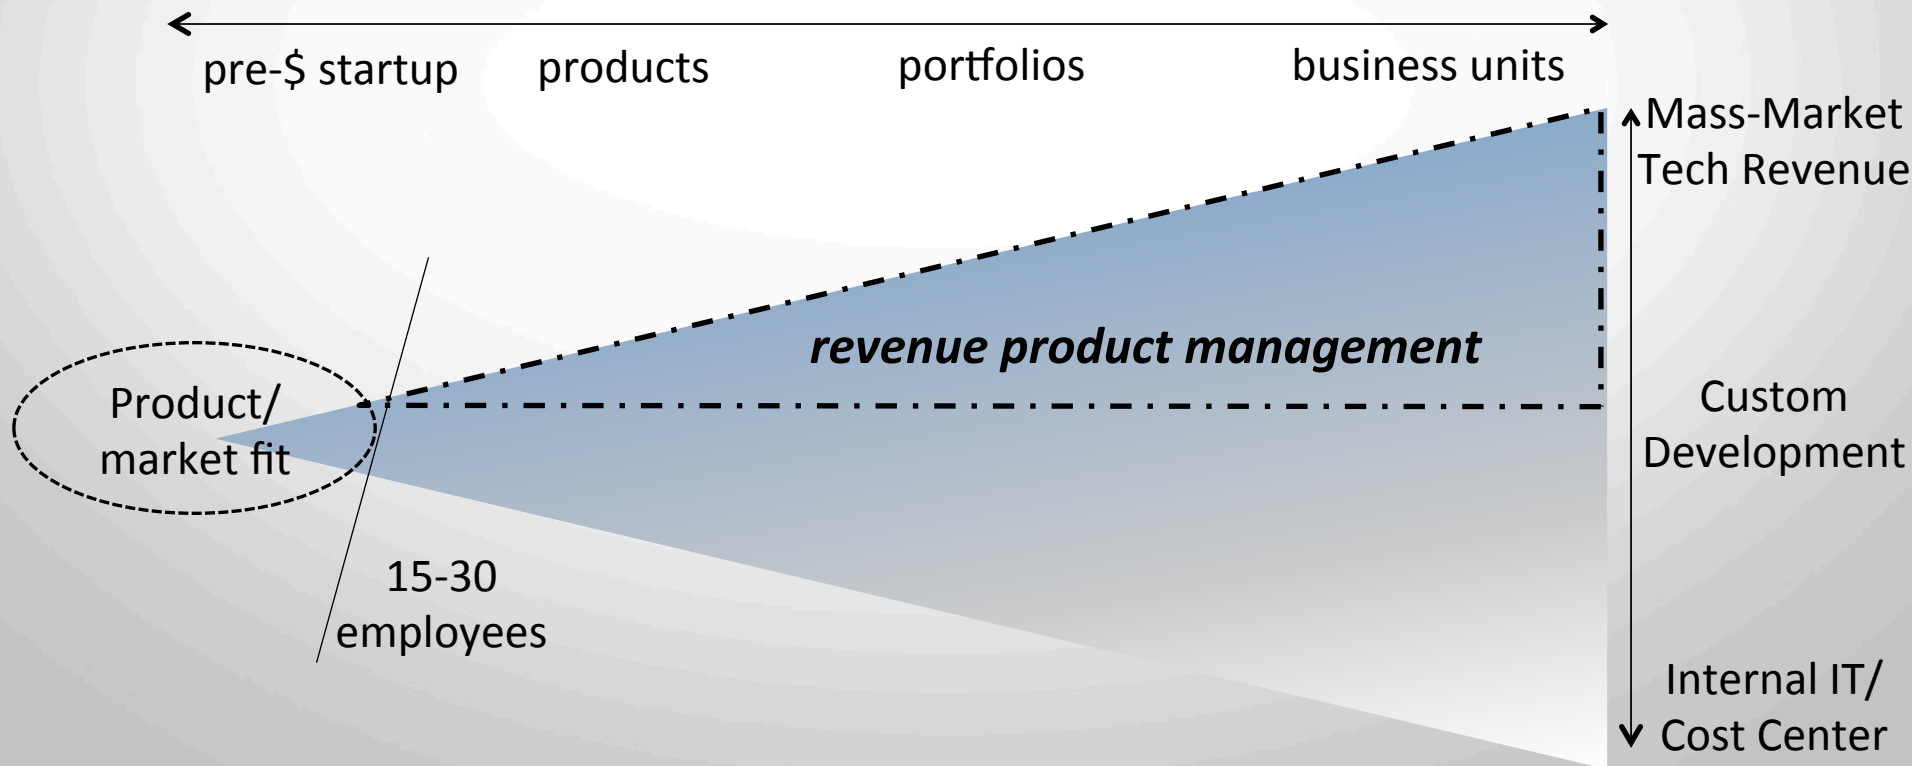 pre-$ startup
products
portfolios
business units
Mass-Market
Tech Revenue
revenue product management
Product/
market fit
Custom
Development
15-30
employees
Internal IT/
Cost Center